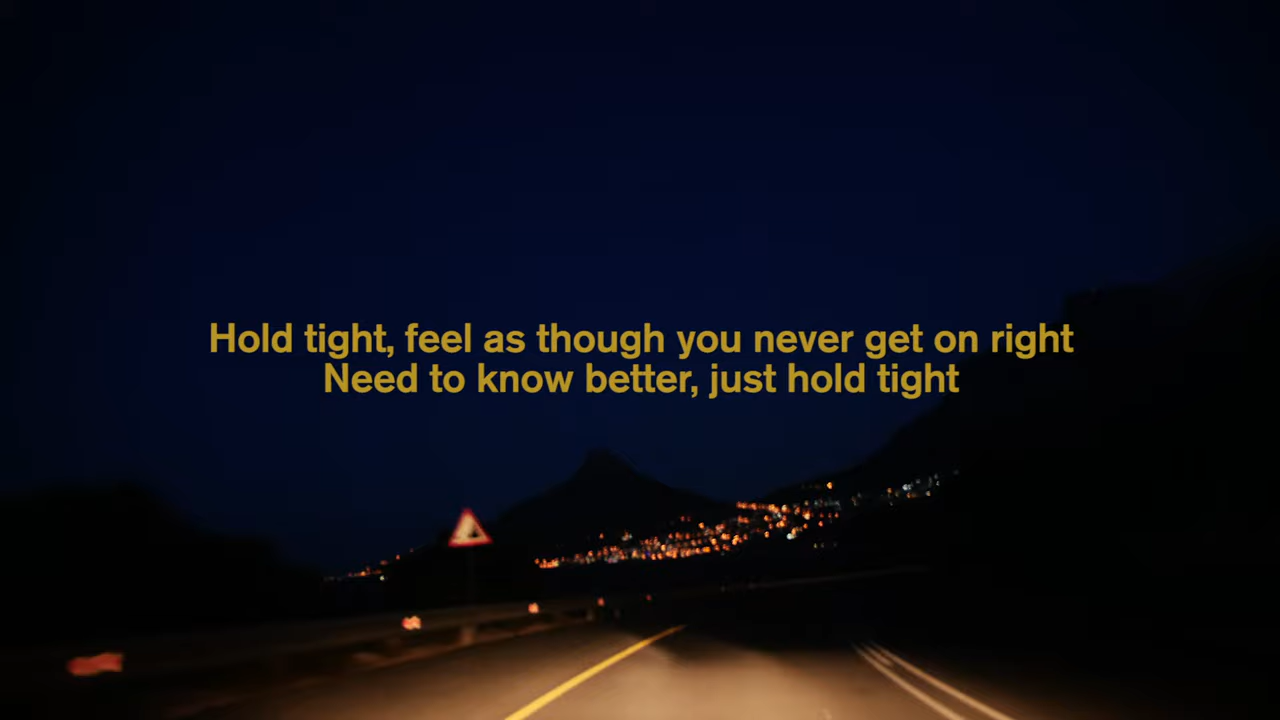 Hold tight, feel as though you never get on right
Need to know better, just hold tight